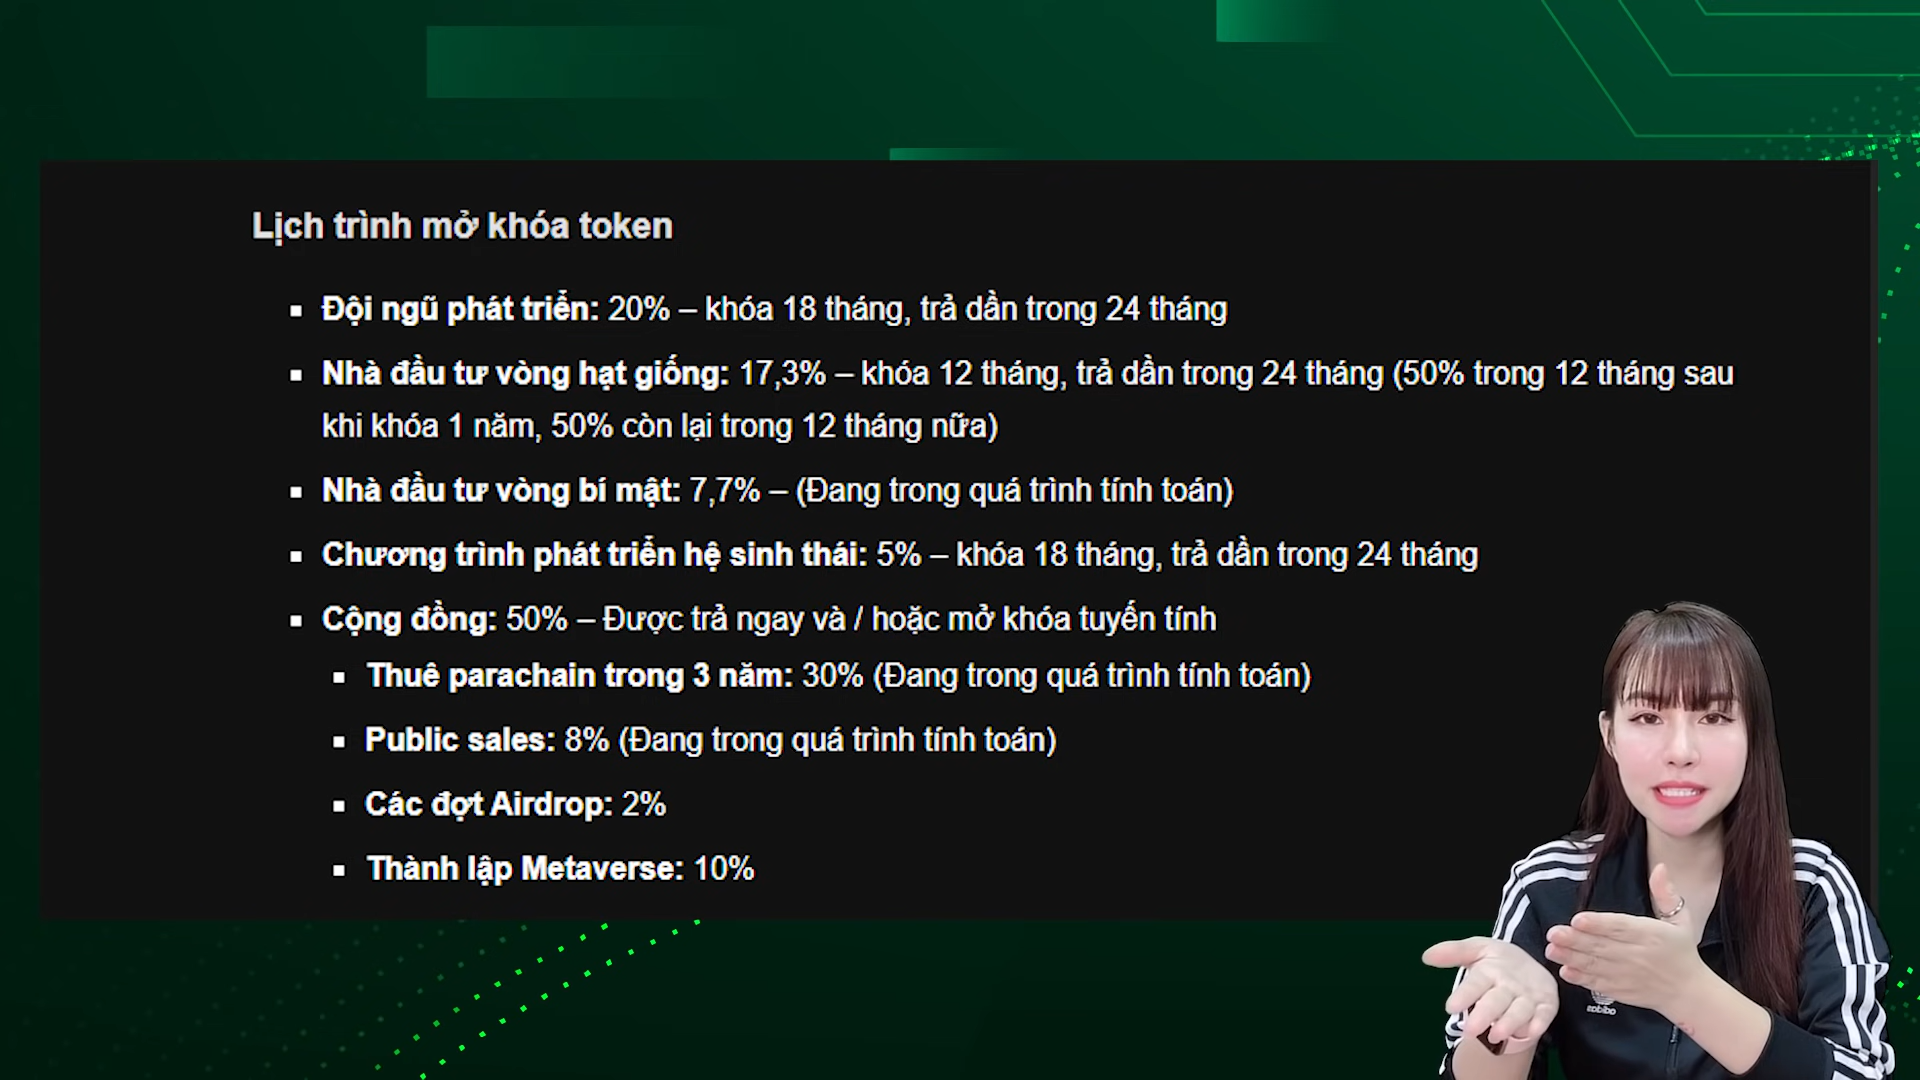 Lịch trình mở khóa token
▪ Đội ngũ phát triển: 20% – khóa 18 tháng, trả dần trong 24 tháng
▪ Nhà đầu tư vòng hạt giống: 17,3% – khóa 12 tháng, trả dần trong 24 tháng (50% trong 12 tháng sau
khi khóa 1 năm, 50% còn lại trong 12 tháng nữa)
▪ Nhà đầu tư vòng bí mật: 7,7% – (Đang trong quá trình tính toán)
▪ Chương trình phát triển hệ sinh thái: 5% – khóa 18 tháng, trả dần trong 24 tháng
▪ Cộng đồng: 50% – Được trả ngay và / hoặc mở khóa tuyến tính
▪ Thuê parachain trong 3 năm: 30% (Đang trong quá trình tính toán)
▪ Public sales: 8% (Đang trong quá trình tính toán)
▪ Các đợt Airdrop: 2%
▪ Thành lập Metaverse: 10%